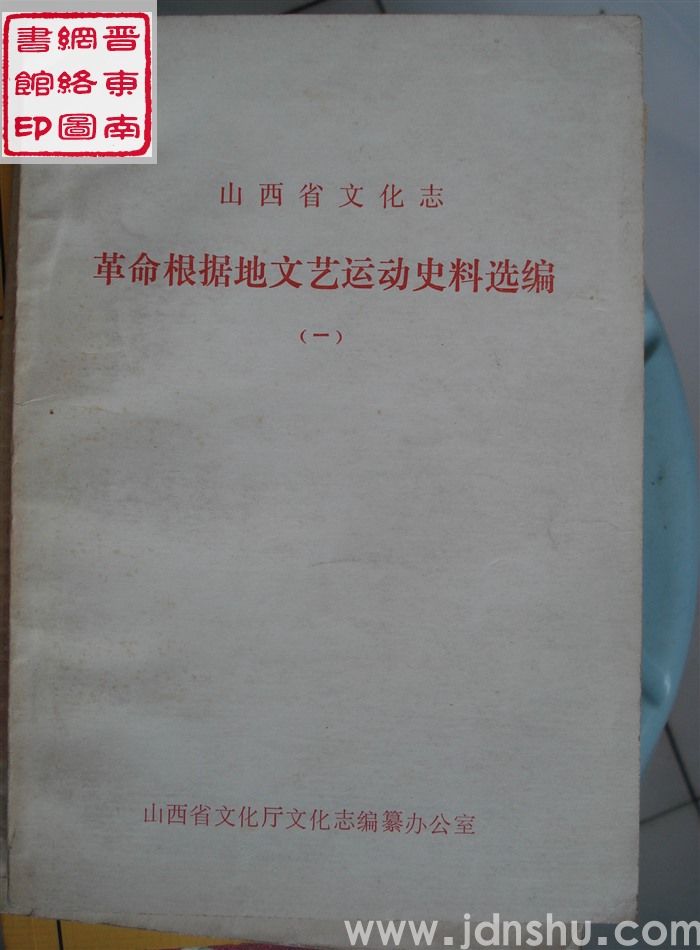 晋東南
網絡圖
書館印
山西省文化志
革命根据地文艺运动史料选编
（一）
山西省文化厅文化志编纂办公室
www.jdnshu.com